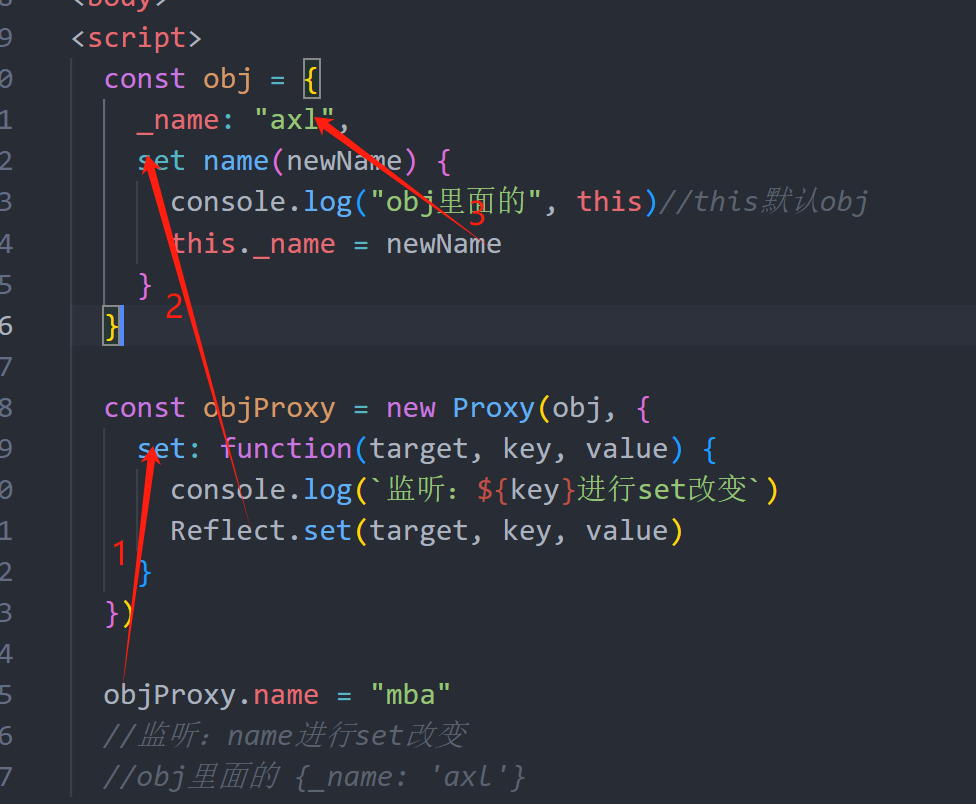 8 <body>
9 <script>
0 const obj = {
1 _name: "axl",
2 set name(newName) {
3 console.log("obj里面的", this)//this默认obj
4 this._name = newName
5 }
6 }
7
8 const objProxy = new Proxy(obj, {
9 set: function(target, key, value) {
0 console.log(`监听: ${key}进行set改变`)
1 Reflect.set(target, key, value)
2 }
3 })
4
5 objProxy.name = "mba"
6 //监听: name进行set改变
7 //obj里面的 {_name: 'axl'}
1
2
3